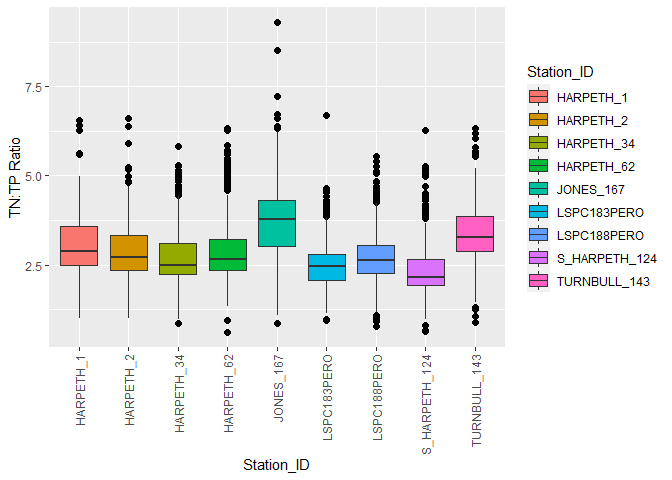 TN:TP Ratio
7.5
5.0
2.5
HARPETH_1
HARPETH_2
HARPETH_34
HARPETH_62
JONES_167
LSPC183PERO
LSPC188PERO
S_HARPETH_124
TURNBULL_143
Station_ID
Station_ID
HARPETH_1
HARPETH_2
HARPETH_34
HARPETH_62
JONES_167
LSPC183PERO
LSPC188PERO
S_HARPETH_124
TURNBULL_143